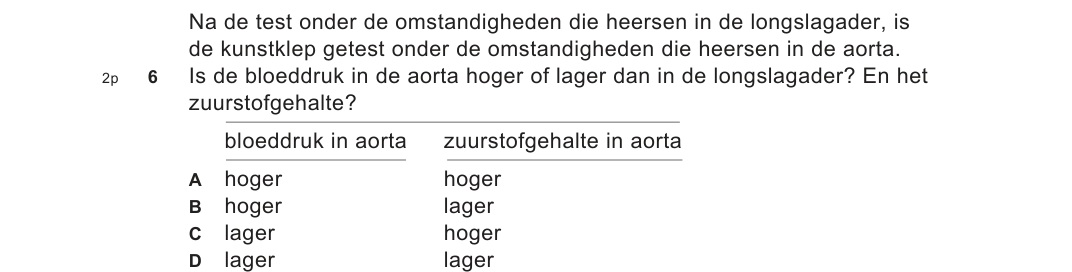 Na de test onder de omstandigheden die heersen in de longslagader, is
de kunstklep getest onder de omstandigheden die heersen in de aorta.
2p 6 Is de bloeddruk in de aorta hoger of lager dan in de longslagader? En het
zuurstofgehalte?
bloeddruk in aorta zuurstofgehalte in aorta
A hoger hoger
B hoger lager
C lager hoger
D lager lager